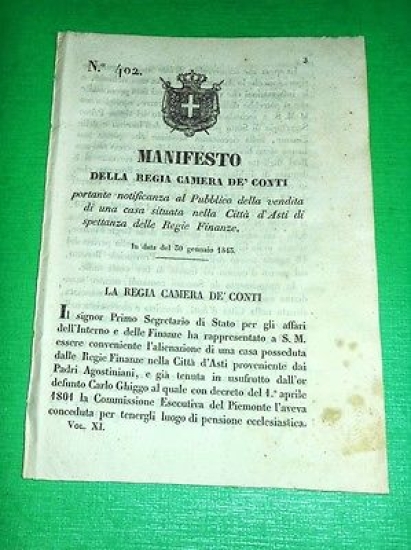 N.° 402.
3
MANIFESTO
DELLA REGIA CAMERA DE' CONTI
portante notificanza al Pubblico della vendita
di una casa situata nella Città d'Asti di
spettanza delle Regie Finanze.
In data del 30 gennaio 1843.
LA REGIA CAMERA DE' CONTI
Il signor Primo Segretario di Stato per gli affari
dell'Interno e delle Finanze ha rappresentato a S. M.
essere conveniente l'alienazione di una casa posseduta
dalle Regie Finanze nella Città d'Asti proveniente dai
Padri Agostiniani, e già tenuta in usufrutto dall'or
defunto Carlo Ghiggo al quale con decreto del 1.° aprile
1801 la Commissione Esecutiva del Piemonte l'aveva
conceduta per tenergli luogo di pensione ecclesiastica.
VOL. XI.